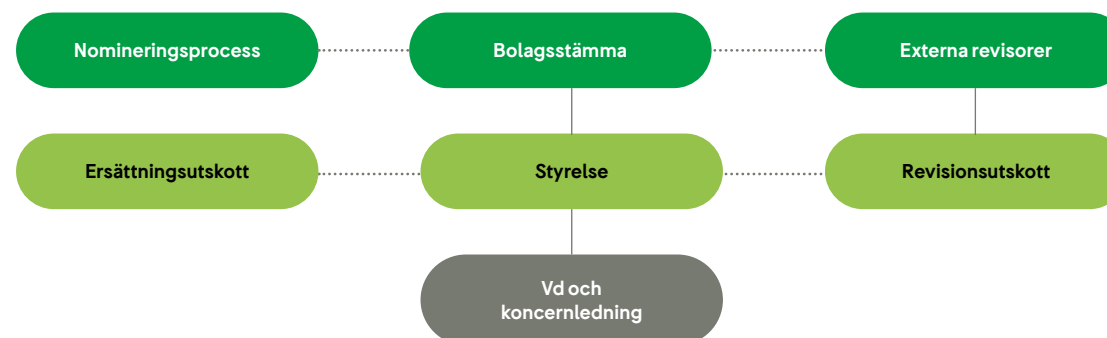 Nomineringsprocess
Bolagsstämma
Externa revisorer
Ersättningsutskott
Styrelse
Revisionsutskott
Vd och
koncernledning